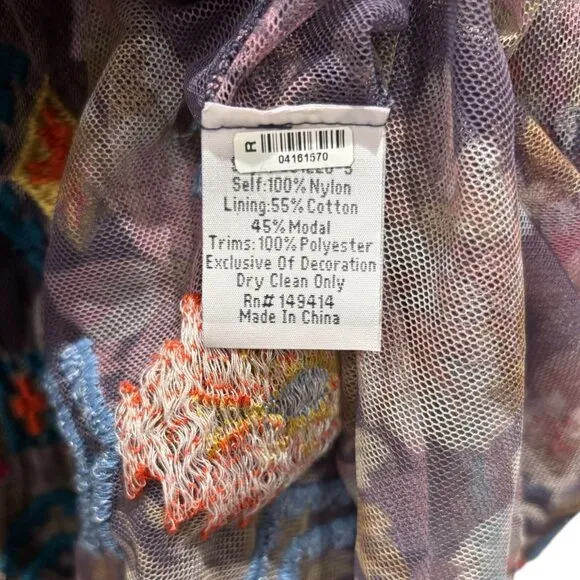 R
04161570
Self:100% Nylon
Lining:55% Cotton
45% Modal
Trims:100% Polyester
Exclusive Of Decoration
Dry Clean Only
Rn# 149414
Made In China